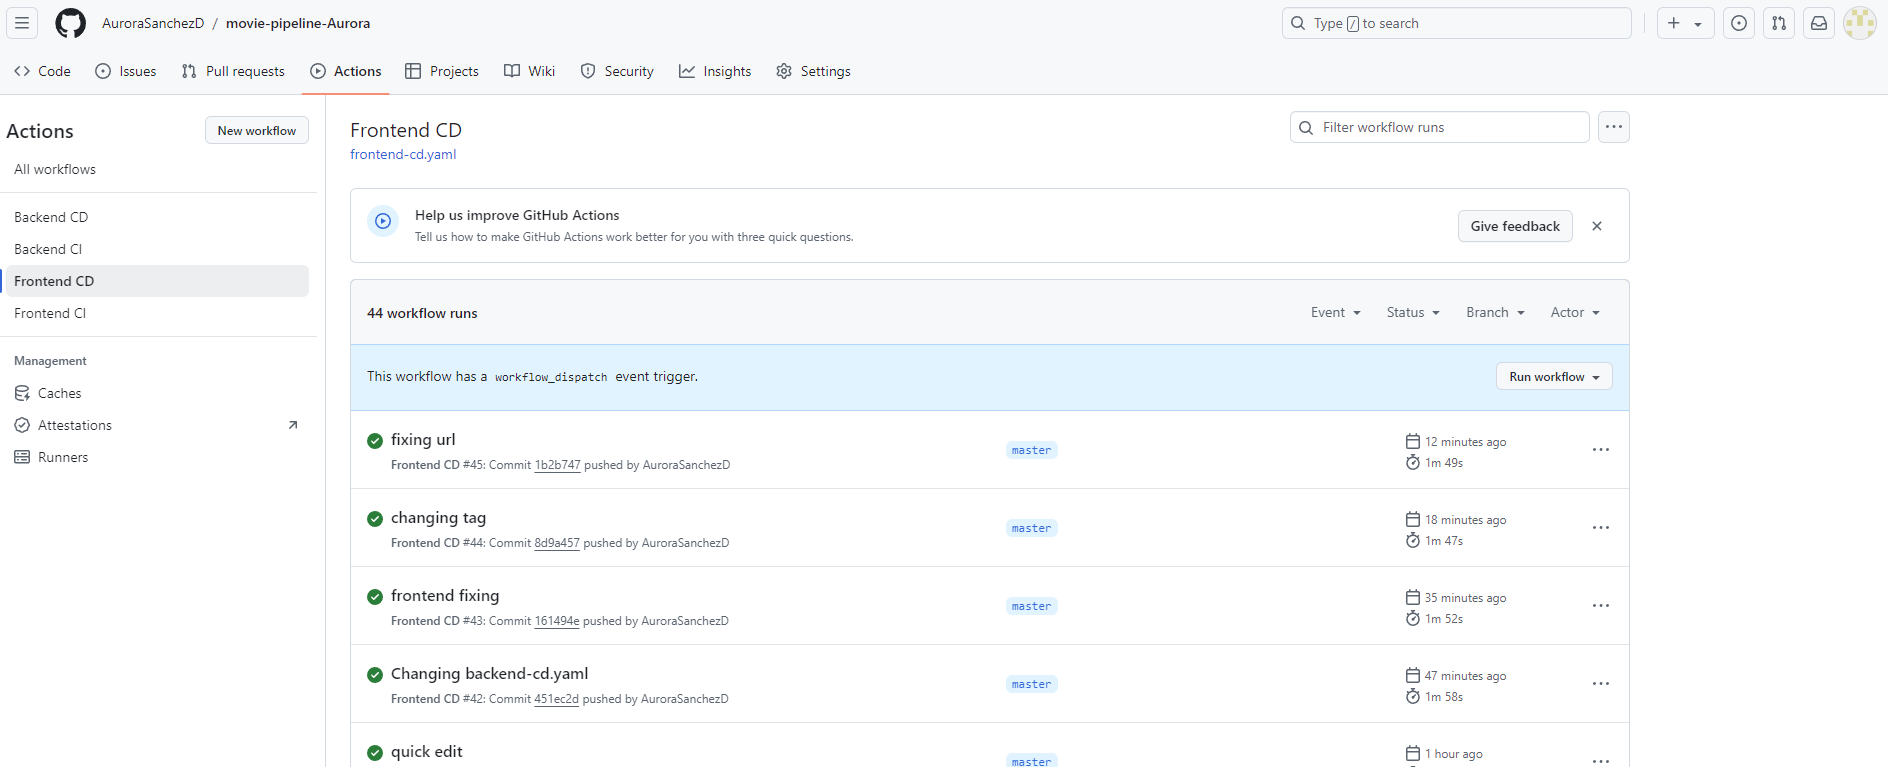 AuroraSanchezD / movie-pipeline-Aurora
Type / to search
Code Issues Pull requests Actions Projects Wiki Security Insights Settings
Actions
New workflow
All workflows
Backend CD
Backend CI
Frontend CD
Frontend CI
Management
Caches
Attestations
Runners
Frontend CD
frontend-cd.yaml
Filter workflow runs
Help us improve GitHub Actions
Tell us how to make GitHub Actions work better for you with three quick questions.
Give feedback
44 workflow runs
Event Status Branch Actor
This workflow has a workflow_dispatch event trigger.
Run workflow
fixing url
Frontend CD #45: Commit 1b2b747 pushed by AuroraSanchezD
master
12 minutes ago
1m 49s
changing tag
Frontend CD #44: Commit 8d9a457 pushed by AuroraSanchezD
master
18 minutes ago
1m 47s
frontend fixing
Frontend CD #43: Commit 161494e pushed by AuroraSanchezD
master
35 minutes ago
1m 52s
Changing backend-cd.yaml
Frontend CD #42: Commit 451ec2d pushed by AuroraSanchezD
master
47 minutes ago
1m 58s
quick edit
master
1 hour ago